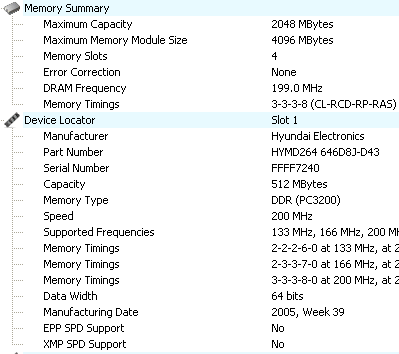 Memory Summary
Maximum Capacity 2048 MBytes
Maximum Memory Module Size 4096 MBytes
Memory Slots 4
Error Correction None
DRAM Frequency 199.0 MHz
Memory Timings 3-3-3-8 (CL-RCD-RP-RAS)
Device Locator Slot 1
Manufacturer Hyundai Electronics
Part Number HYMD264 646D8J-D43
Serial Number FFFF7240
Capacity 512 MBytes
Memory Type DDR (PC3200)
Speed 200 MHz
Supported Frequencies 133 MHz, 166 MHz, 200 MH
Memory Timings 2-2-2-6-0 at 133 MHz, at 2
Memory Timings 2-3-3-7-0 at 166 MHz, at 2
Memory Timings 3-3-3-8-0 at 200 MHz, at 2
Data Width 64 bits
Manufacturing Date 2005, Week 39
EPP SPD Support No
XMP SPD Support No